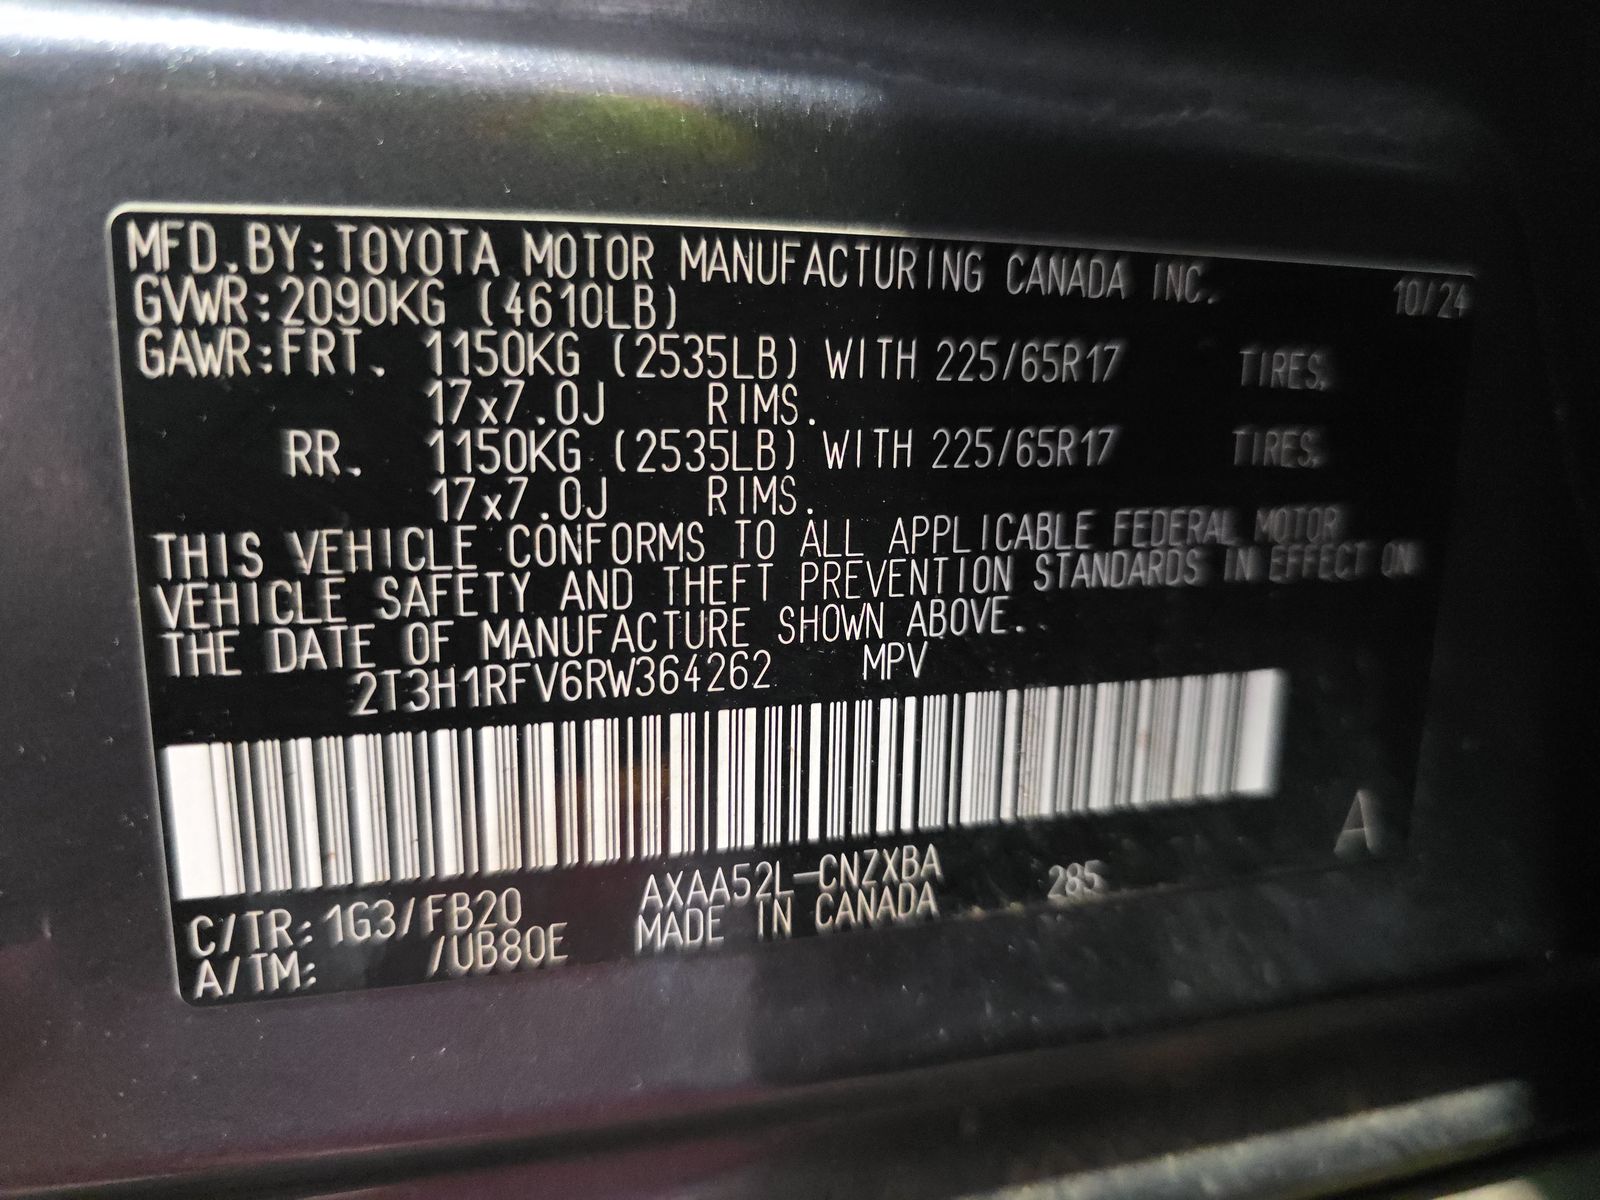 MFD.BY:TOYOTA MOTOR MANUFACTURING CANADA INC. 10/24
GVWR:2090KG (4610LB)
GAWR:FRT. 1150KG (2535LB) WITH 225/65R17 TIRES,
17x7.0J RIMS.
RR. 1150KG (2535LB) WITH 225/65R17 TIRES,
17x7.0J RIMS.
THIS VEHICLE CONFORMS TO ALL APPLICABLE FEDERAL MOTOR
VEHICLE SAFETY AND THEFT PREVENTION STANDARDS IN EFFECT ON
THE DATE OF MANUFACTURE SHOWN ABOVE.
2T3H1RFV6RW364262 MPV
A
C/TR:1G3/FB20 AXAA52L-CNZXBA 285
A/TM: /UB80E MADE IN CANADA